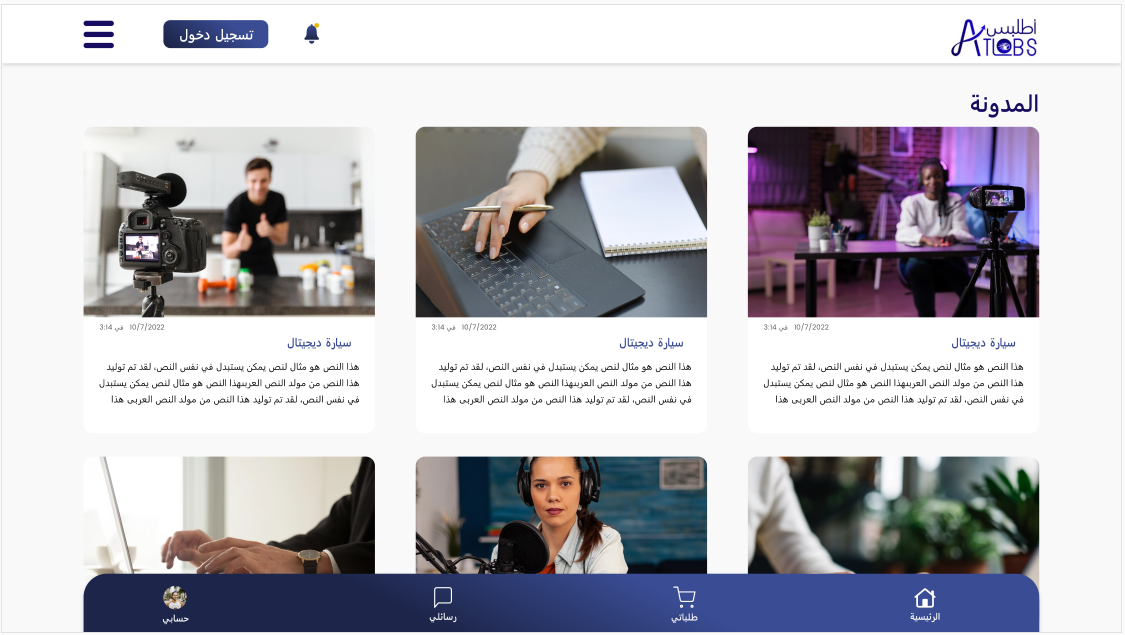 أطلبس
ATLOBS
تسجيل دخول
المدونة
10/7/2022 في 3:14
سيارة ديجيتال
هذا النص هو مثال لنص يمكن يستبدل في نفس النص، لقد تم توليد
هذا النص من مولد النص العربىهذا النص هو مثال لنص يمكن يستبدل
في نفس النص، لقد تم توليد هذا النص من مولد النص العربى هذا
10/7/2022 في 3:14
سيارة ديجيتال
هذا النص هو مثال لنص يمكن يستبدل في نفس النص، لقد تم توليد
هذا النص من مولد النص العربىهذا النص هو مثال لنص يمكن يستبدل
في نفس النص، لقد تم توليد هذا النص من مولد النص العربى هذا
10/7/2022 في 3:14
سيارة ديجيتال
هذا النص هو مثال لنص يمكن يستبدل في نفس النص، لقد تم توليد
هذا النص من مولد النص العربىهذا النص هو مثال لنص يمكن يستبدل
في نفس النص، لقد تم توليد هذا النص من مولد النص العربى هذا
الرئيسية
طلباتي
رسائلي
حسابي